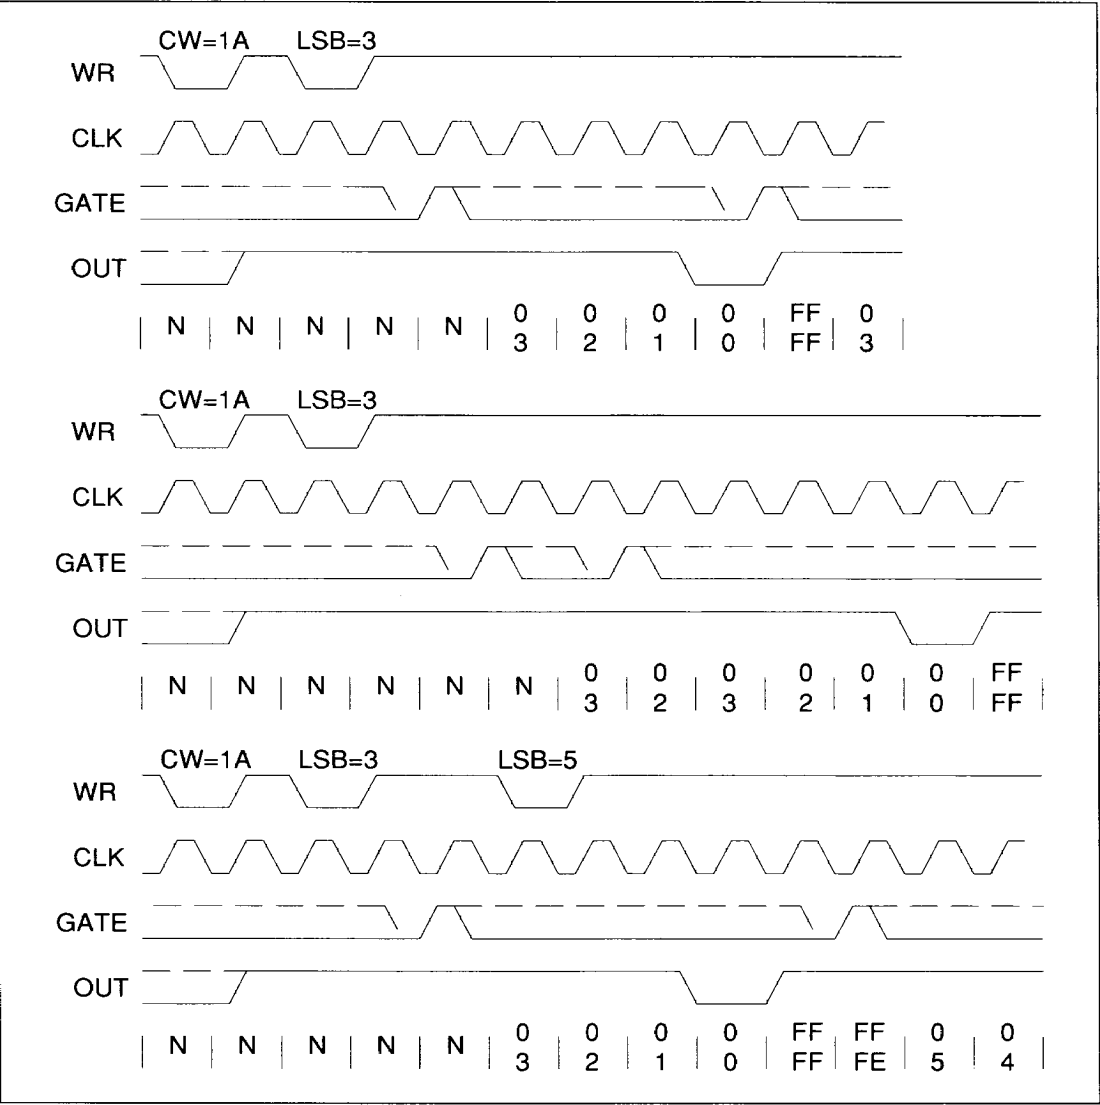 CW=1A LSB=3
WR
CLK
GATE
OUT
N N N N N 0 0 0 0 FF 0
3 2 1 0 FF 3
CW=1A LSB=3
WR
CLK
GATE
OUT
N N N N N N 0 0 0 0 0 0 FF
3 2 3 2 1 0 FF
CW=1A LSB=3 LSB=5
WR
CLK
GATE
OUT
N N N N N 0 0 0 0 FF FF 0 0
3 2 1 0 FF FE 5 4